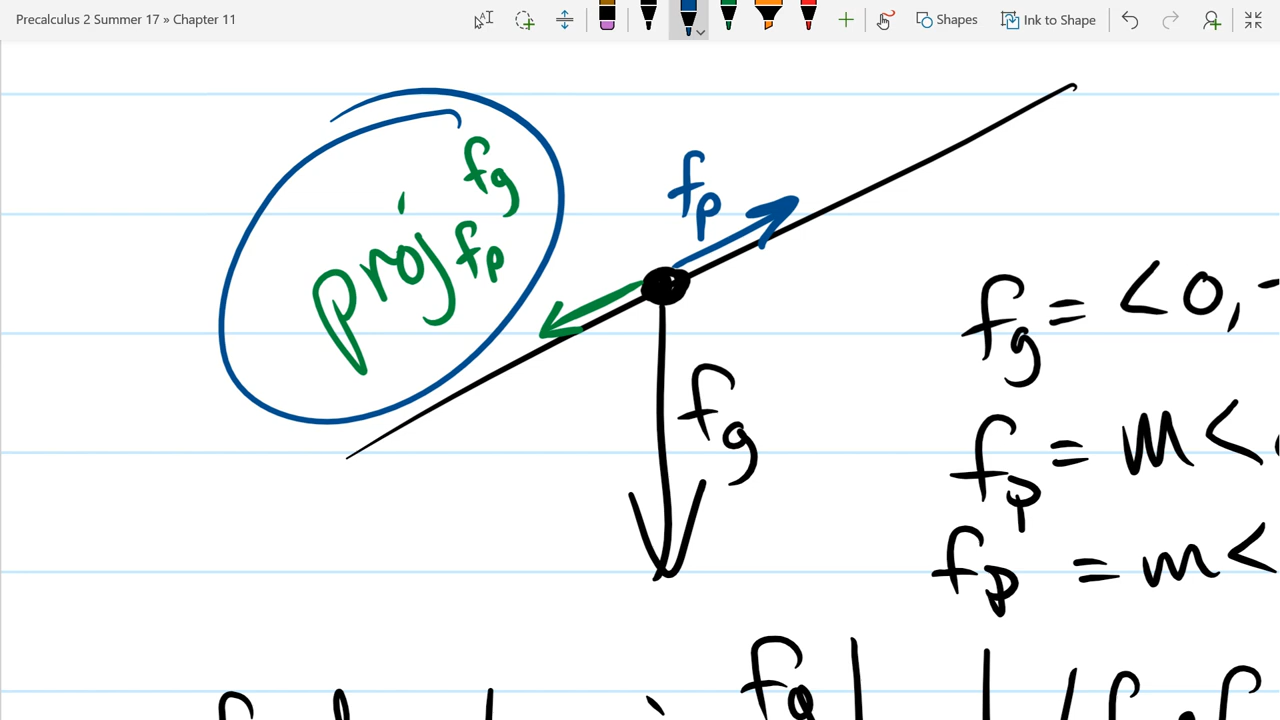 Precalculus 2 Summer 17 » Chapter 11
Shapes
Ink to Shape
proj fp fg
fp
fg
fg = <0, -
fp = m<
fp = m<
fg